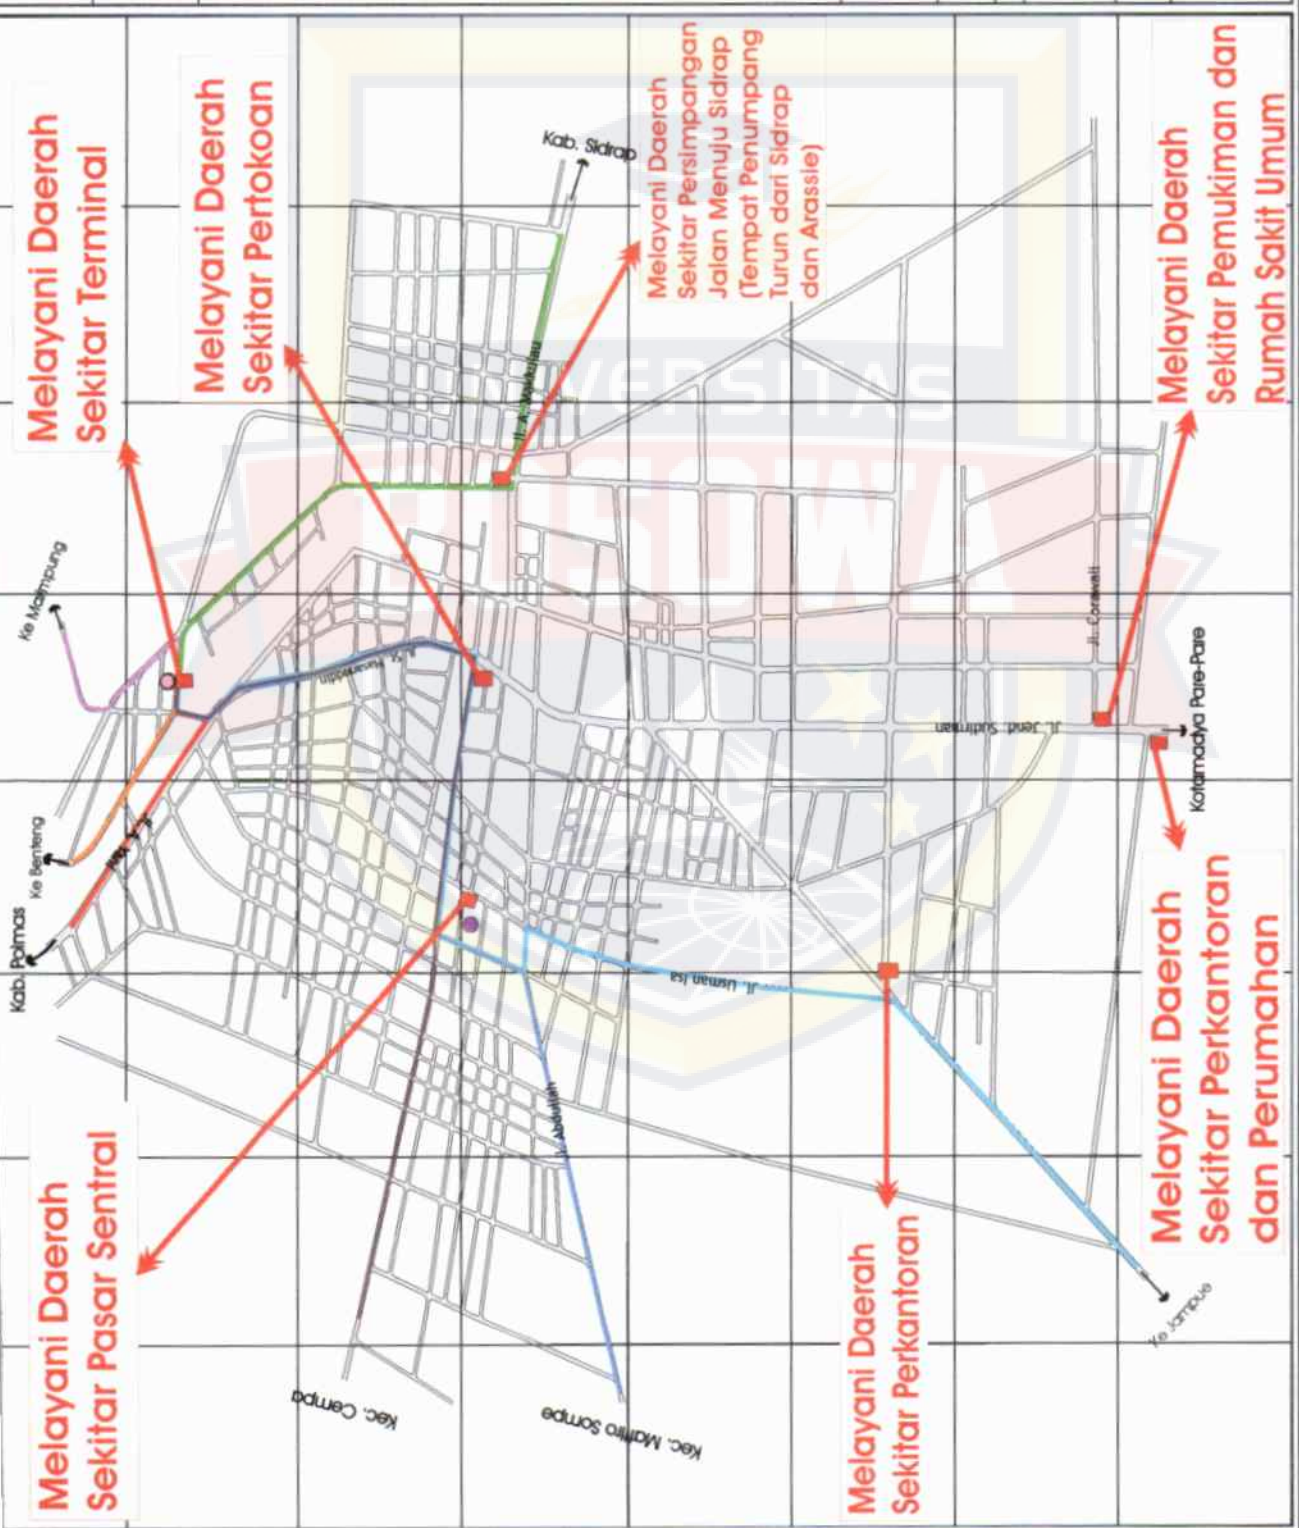 Melayani Daerah
Sekitar Terminal
Melayani Daerah
Sekitar Pertokoan
Melayani Daerah
Sekitar Persimpangan
Jalan Menuju Sidrap
(Tempat Penumpang
Turun dari Sidrap
dan Arassie)
Melayani Daerah
Sekitar Pemukiman dan
Rumah Sakit Umum
Melayani Daerah
Sekitar Pasar Sentral
Melayani Daerah
Sekitar Perkantoran
Melayani Daerah
Sekitar Perkantoran
dan Perumahan
Kab. Sidrap
Ke Malimpung
Ke Benteng
Kab. Polmas
Kec. Cempa
Kec. Mattiro Sompe
Ke Jampue
Kotamadya Pare-Pare
Jl. Corawali
JL. Jend. Sudirman
Jl. Usman Isa
Jl. Abdullah
UNIVERSITAS
BOSOWA